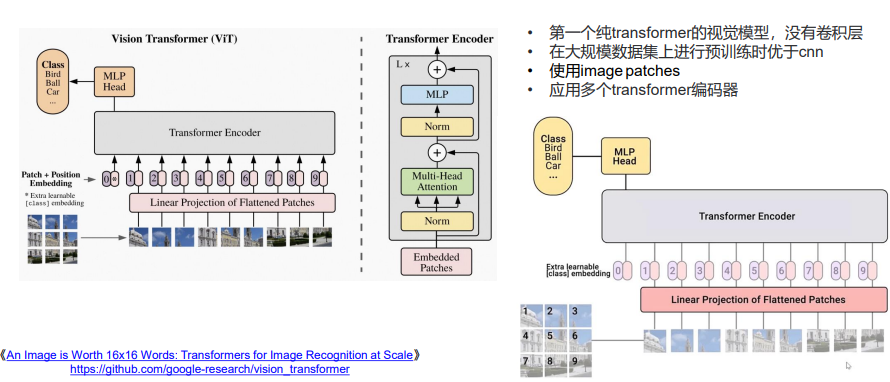 Vision Transformer (ViT)
Class
Bird
Ball
Car
...
MLP
Head
Transformer Encoder
Patch + Position
Embedding
* Extra learnable
[class] embedding
0 * 1 2 3 4 5 6 7 8 9
Linear Projection of Flattened Patches
Transformer Encoder
L x
+
MLP
Norm
+
Multi-Head
Attention
Norm
Embedded
Patches
• 第一个纯transformer的视觉模型，没有卷积层
• 在大规模数据集上进行预训练时优于cnn
• 使用image patches
• 应用多个transformer编码器
Class
Bird
Ball
Car
...
MLP
Head
Transformer Encoder
Extra learnable
[class] embedding
0 1 2 3 4 5 6 7 8 9
Linear Projection of Flattened Patches
1 2 3
4 5 6
7 8 9
《An Image is Worth 16x16 Words: Transformers for Image Recognition at Scale》
https://github.com/google-research/vision_transformer